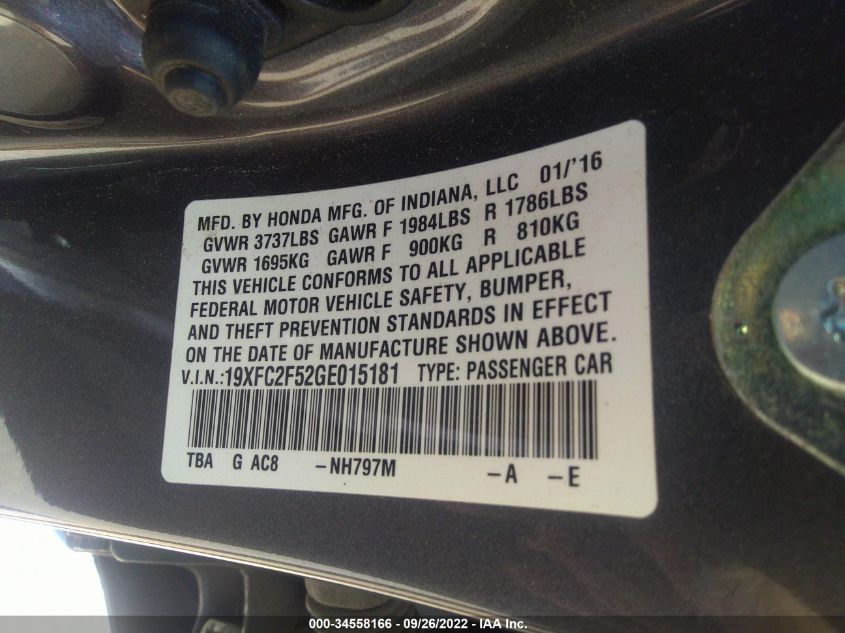 MFD. BY HONDA MFG. OF INDIANA, LLC 01/'16
GVWR 3737LBS GAWR F 1984LBS R 1786LBS
GVWR 1695KG GAWR F 900KG R 810KG
THIS VEHICLE CONFORMS TO ALL APPLICABLE
FEDERAL MOTOR VEHICLE SAFETY, BUMPER,
AND THEFT PREVENTION STANDARDS IN EFFECT
ON THE DATE OF MANUFACTURE SHOWN ABOVE.
V.I.N.:19XFC2F52GE015181 TYPE: PASSENGER CAR
TBA G AC8 -NH797M -A -E
000-34558166 - 09/26/2022 - IAA Inc.